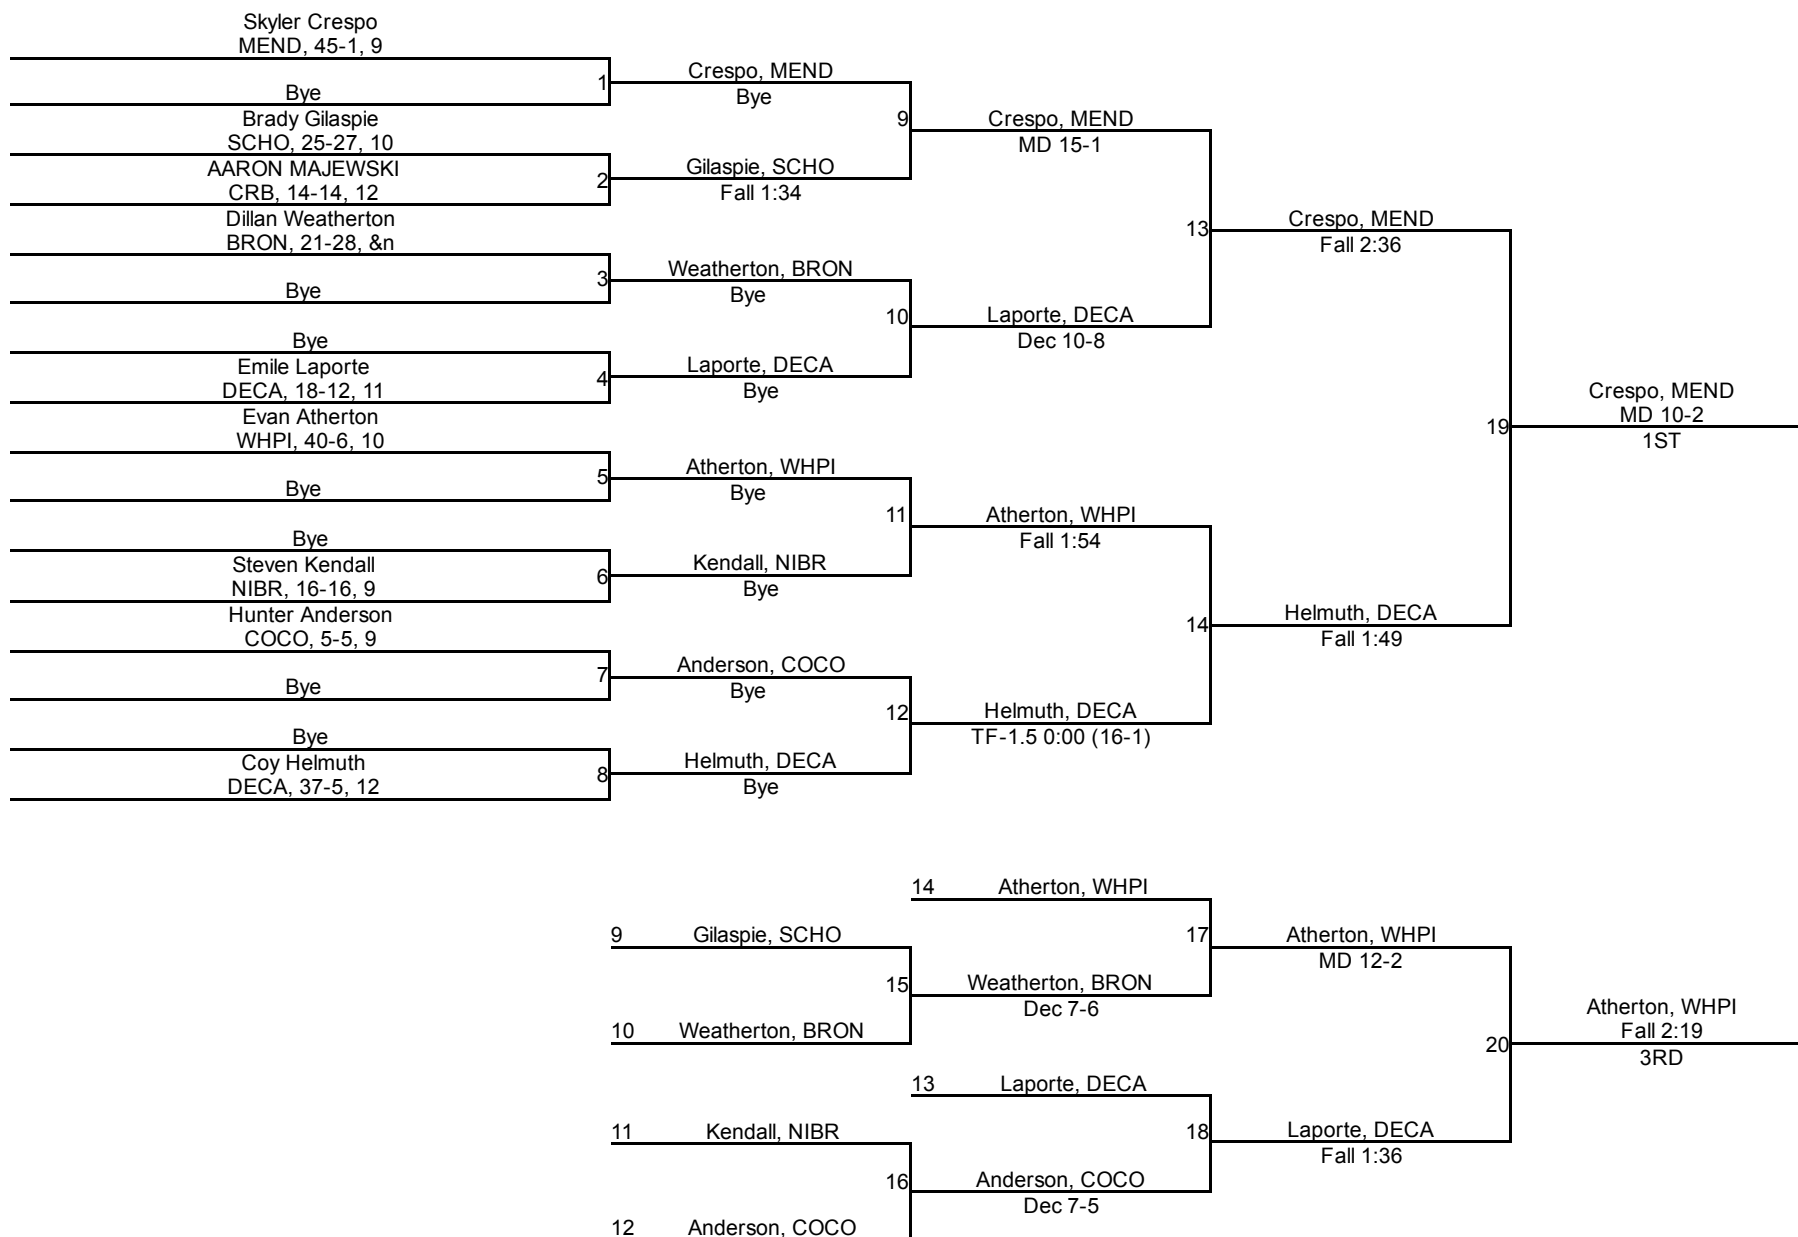 Skyler Crespo
MEND, 45-1, 9
Bye
1
Crespo, MEND
Bye
Brady Gilaspie
SCHO, 25-27, 10
AARON MAJEWSKI
CRB, 14-14, 12
2
Gilaspie, SCHO
Fall 1:34
9
Crespo, MEND
MD 15-1
Dillan Weatherton
BRON, 21-28, &n
Bye
3
Weatherton, BRON
Bye
Bye
Emile Laporte
DECA, 18-12, 11
4
Laporte, DECA
Bye
10
Laporte, DECA
Dec 10-8
13
Crespo, MEND
Fall 2:36
Evan Atherton
WHPI, 40-6, 10
Bye
5
Atherton, WHPI
Bye
Bye
Steven Kendall
NIBR, 16-16, 9
6
Kendall, NIBR
Bye
11
Atherton, WHPI
Fall 1:54
Hunter Anderson
COCO, 5-5, 9
Bye
7
Anderson, COCO
Bye
Bye
Coy Helmuth
DECA, 37-5, 12
8
Helmuth, DECA
Bye
12
Helmuth, DECA
TF-1.5 0:00 (16-1)
14
Helmuth, DECA
Fall 1:49
19
Crespo, MEND
MD 10-2
1ST
14 Atherton, WHPI
9 Gilaspie, SCHO
15
Weatherton, BRON
Dec 7-6
10 Weatherton, BRON
17
Atherton, WHPI
MD 12-2
13 Laporte, DECA
11 Kendall, NIBR
16
Anderson, COCO
Dec 7-5
12 Anderson, COCO
18
Laporte, DECA
Fall 1:36
20
Atherton, WHPI
Fall 2:19
3RD